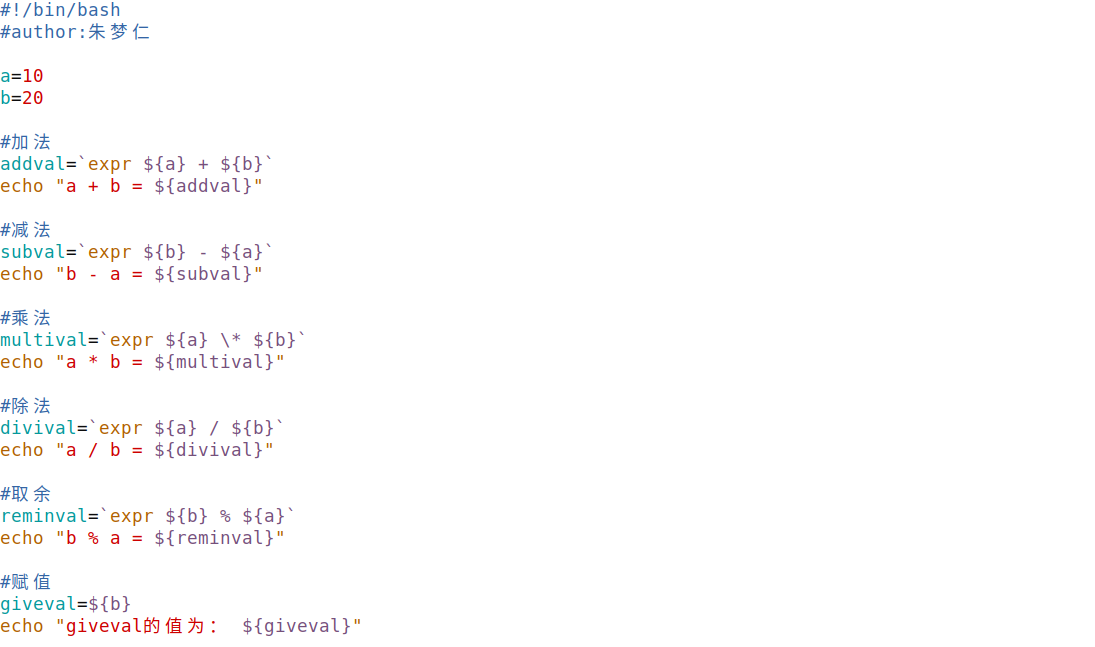 #!/bin/bash
#author:朱梦仁
a=10
b=20
#加法
addval=`expr ${a} + ${b}`
echo "a + b = ${addval}"
#减法
subval=`expr ${b} - ${a}`
echo "b - a = ${subval}"
#乘法
multival=`expr ${a} \* ${b}`
echo "a * b = ${multival}"
#除法
divival=`expr ${a} / ${b}`
echo "a / b = ${divival}"
#取余
reminval=`expr ${b} % ${a}`
echo "b % a = ${reminval}"
#赋值
giveval=${b}
echo "giveval的值为： ${giveval}"